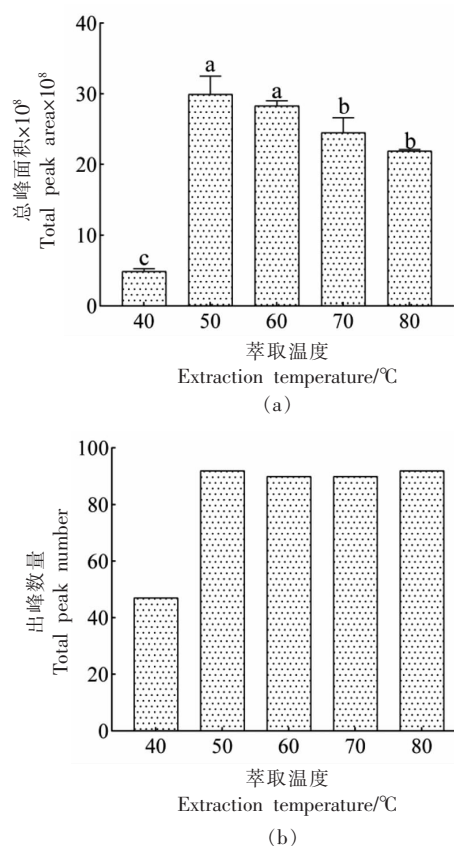 总峰面积×10⁸
Total peak area×10⁸
40
30
20
10
0
c
a
a
b
b
40 50 60 70 80
萃取温度
Extraction temperature/℃
(a)
出峰数量
Total peak number
100
80
60
40
20
0
40 50 60 70 80
萃取温度
Extraction temperature/℃
(b)